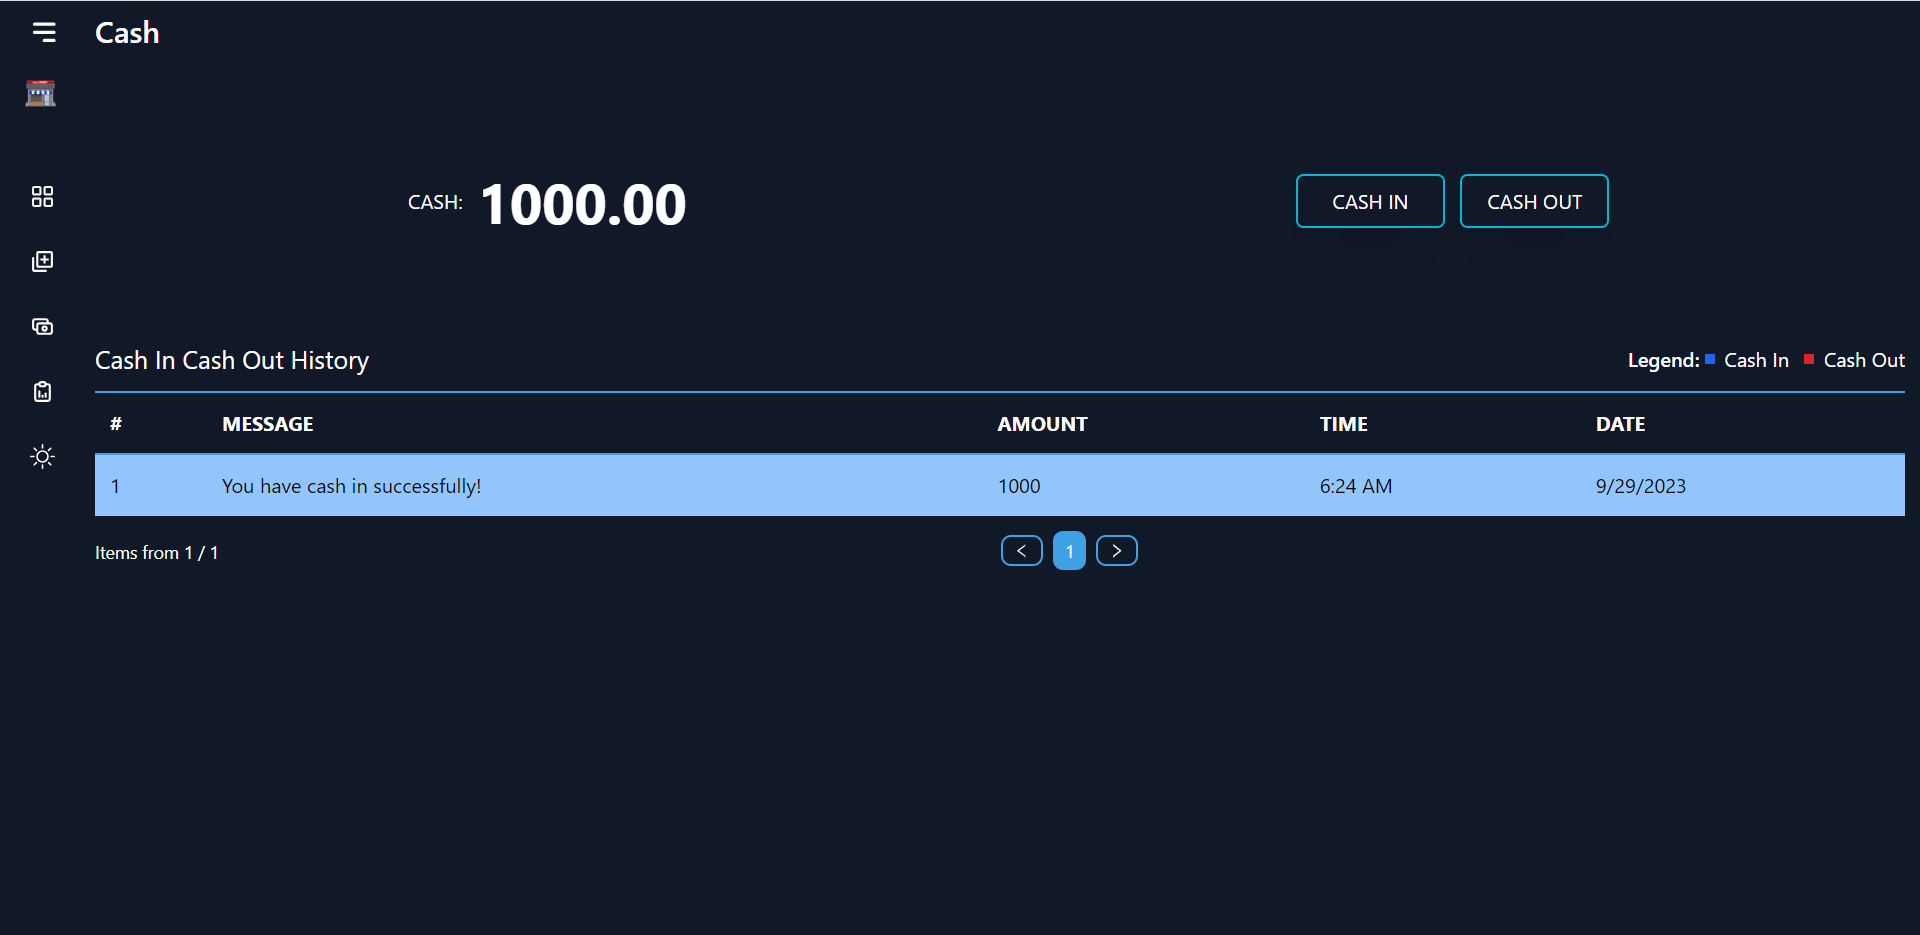 Cash
CASH: 1000.00
CASH IN CASH OUT
Cash In Cash Out History
Legend: Cash In Cash Out
# MESSAGE AMOUNT TIME DATE
1 You have cash in successfully! 1000 6:24 AM 9/29/2023
Items from 1 / 1
< 1 >